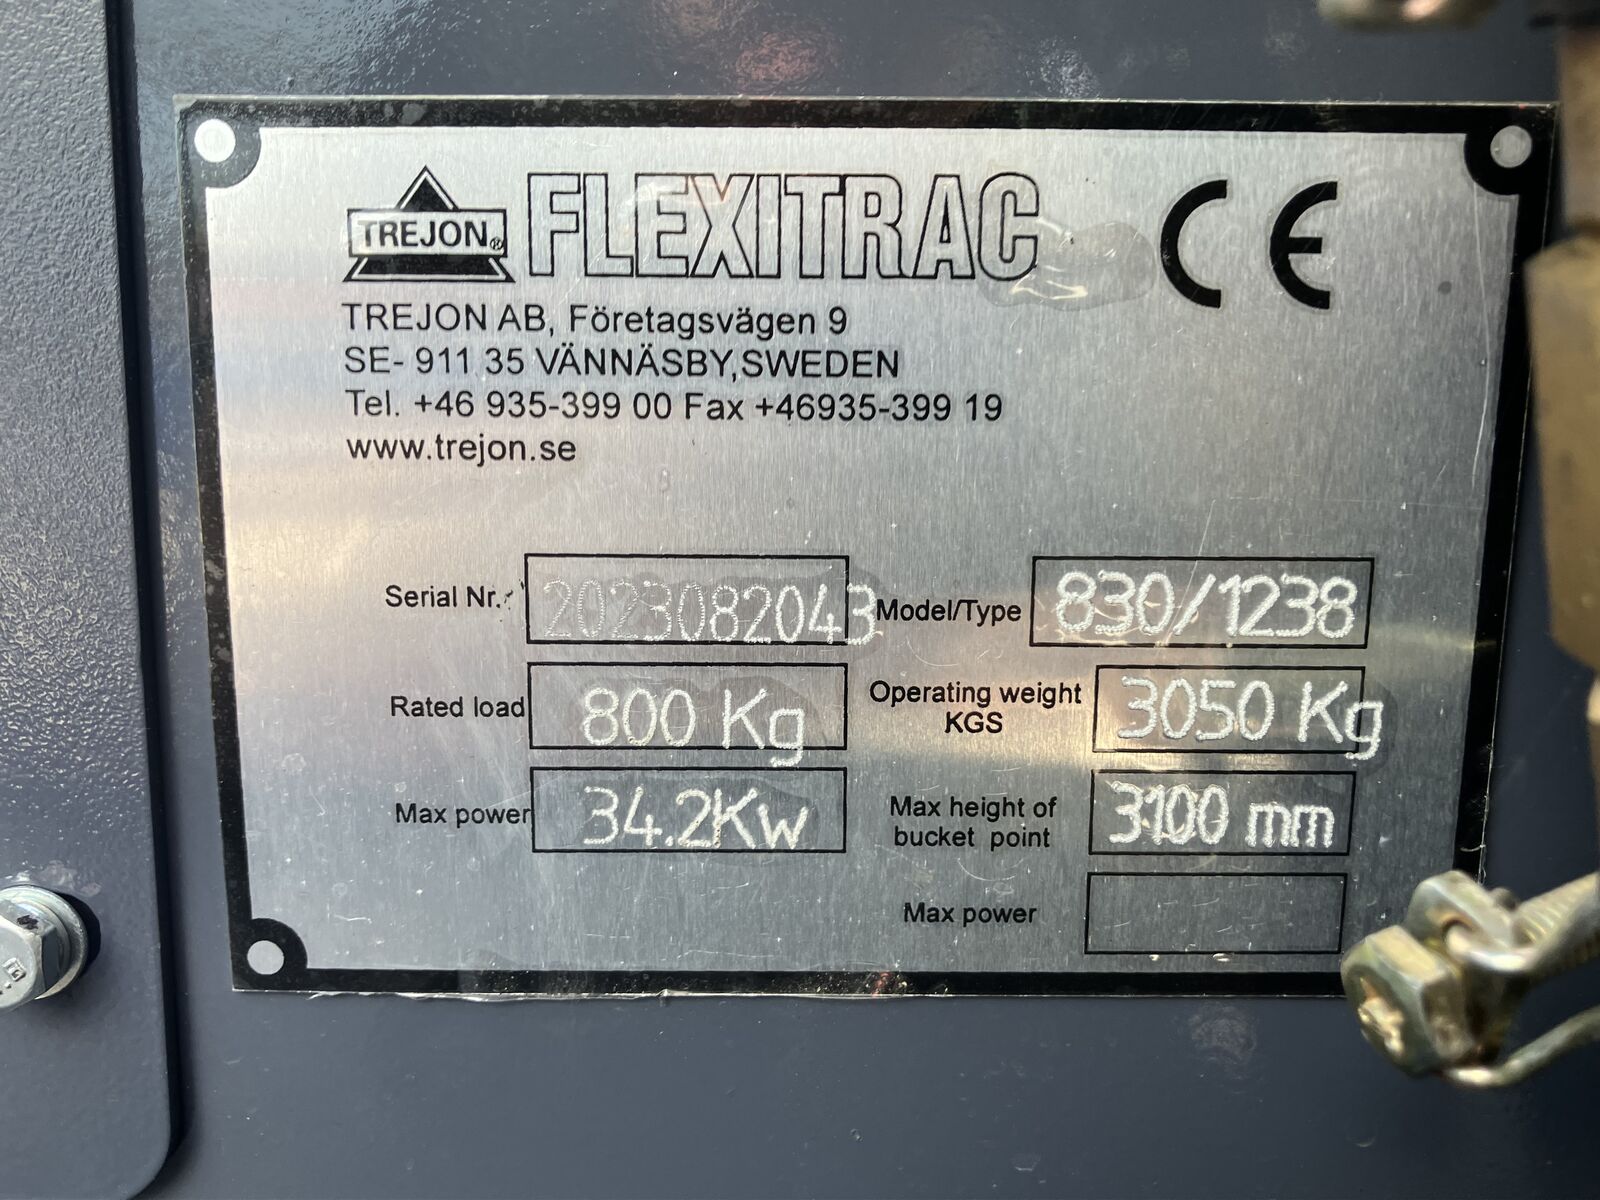 TREJON® FLEXITRAC CE
TREJON AB, Företagsvägen 9
SE- 911 35 VÄNNÄSBY,SWEDEN
Tel. +46 935-399 00 Fax +46935-399 19
www.trejon.se
Serial Nr. 2023082043 Model/Type 830/1238
Rated load 800 Kg Operating weight KGS 3050 Kg
Max power 34.2Kw Max height of bucket point 3100 mm
Max power